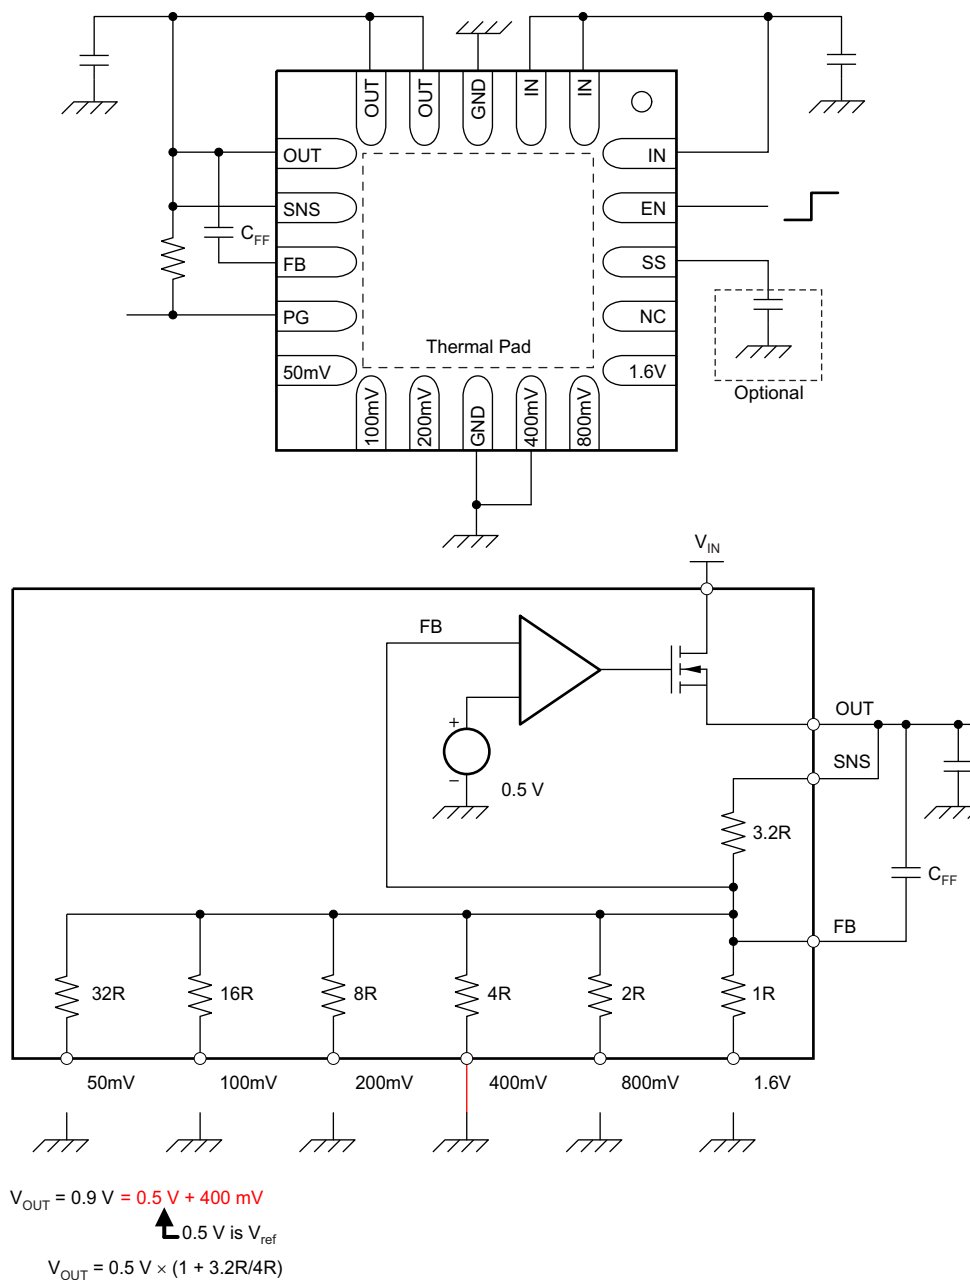 OUT
OUT
GND
IN
IN
OUT
IN
SNS
EN
C_FF
FB
SS
PG
NC
Thermal Pad
50mV
1.6V
100mV
200mV
GND
400mV
800mV
Optional
V_IN
FB
OUT
+
SNS
−
0.5 V
3.2R
C_FF
FB
32R
16R
8R
4R
2R
1R
50mV
100mV
200mV
400mV
800mV
1.6V
V_OUT = 0.9 V = 0.5 V + 400 mV
0.5 V is V_ref
V_OUT = 0.5 V × (1 + 3.2R/4R)